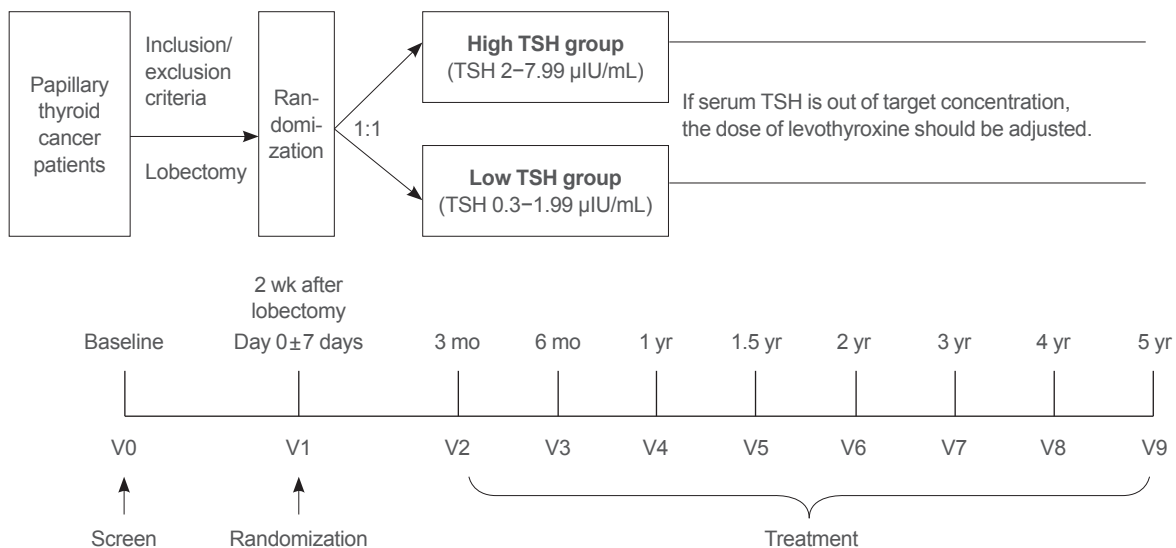 Papillary
thyroid
cancer
patients
Inclusion/
exclusion
criteria
Lobectomy
Ran-
domi-
zation
1:1
High TSH group
(TSH 2−7.99 μIU/mL)
Low TSH group
(TSH 0.3−1.99 μIU/mL)
If serum TSH is out of target concentration,
the dose of levothyroxine should be adjusted.
2 wk after
lobectomy
Baseline Day 0±7 days 3 mo 6 mo 1 yr 1.5 yr 2 yr 3 yr 4 yr 5 yr
V0 V1 V2 V3 V4 V5 V6 V7 V8 V9
Screen Randomization Treatment